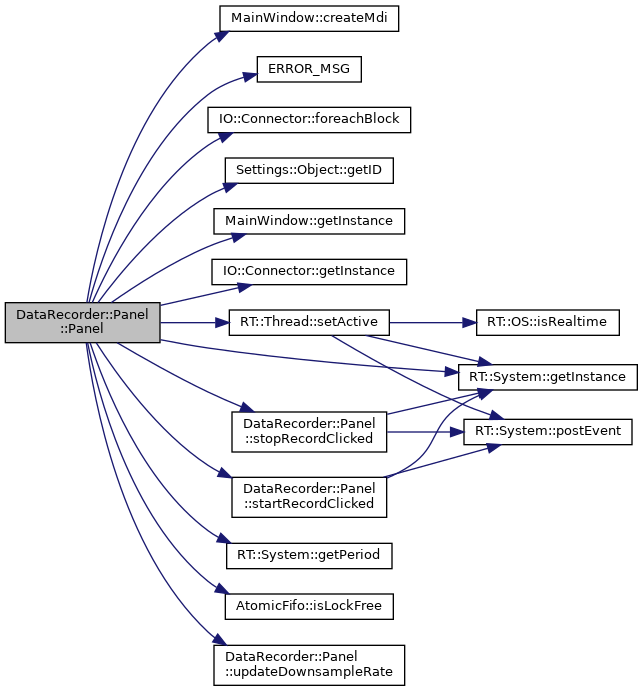 MainWindow::createMdi
ERROR_MSG
IO::Connector::foreachBlock
Settings::Object::getID
MainWindow::getInstance
IO::Connector::getInstance
DataRecorder::Panel
::Panel
RT::Thread::setActive
RT::OS::isRealtime
RT::System::getInstance
RT::System::postEvent
DataRecorder::Panel
::stopRecordClicked
DataRecorder::Panel
::startRecordClicked
RT::System::getPeriod
AtomicFifo::isLockFree
DataRecorder::Panel
::updateDownsampleRate